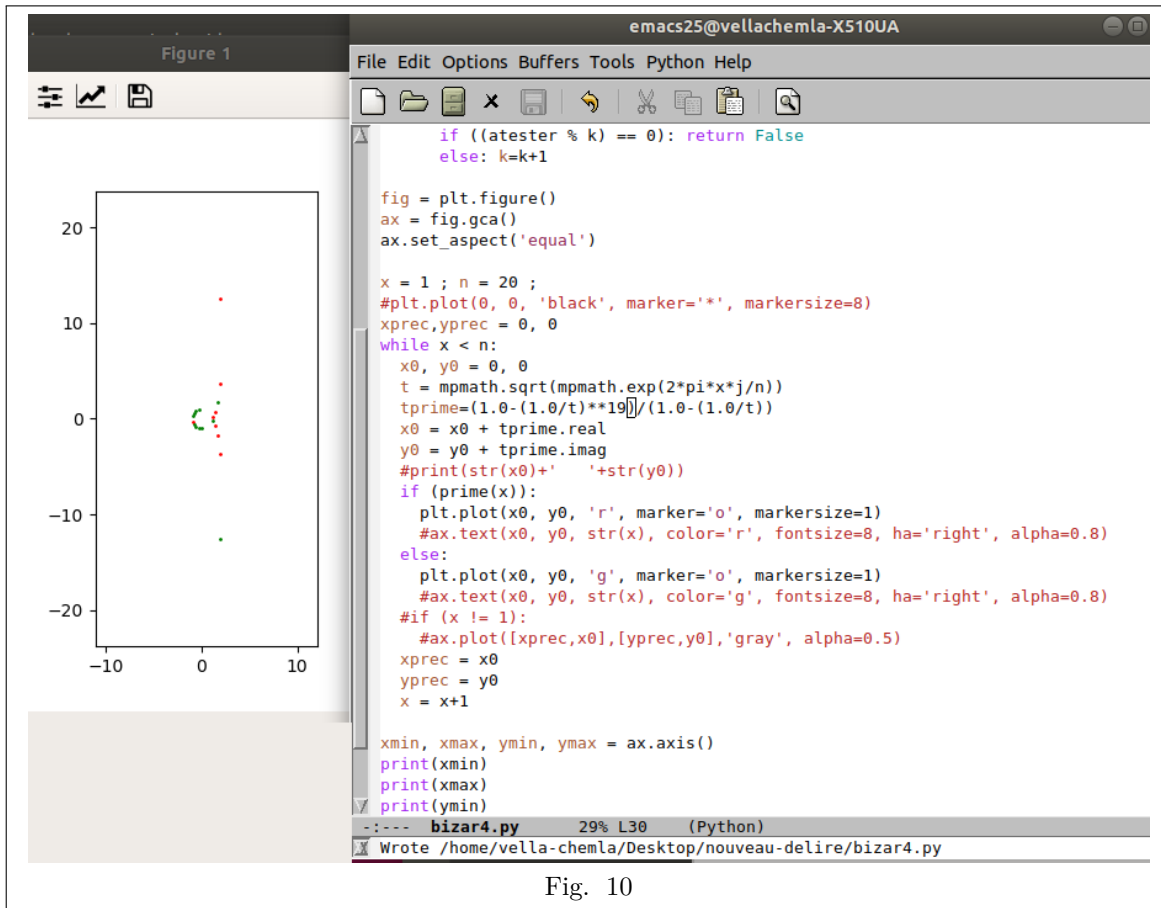 emacs25@vellachemla-X510UA
Figure 1
File Edit Options Buffers Tools Python Help
20
10
0
−10
−20
−10 0 10
if ((atester % k) == 0): return False
else: k=k+1
fig = plt.figure()
ax = fig.gca()
ax.set_aspect('equal')
x = 1 ; n = 20 ;
#plt.plot(0, 0, 'black', marker='*', markersize=8)
xprec,yprec = 0, 0
while x < n:
x0, y0 = 0, 0
t = mpmath.sqrt(mpmath.exp(2*pi*x*j/n))
tprime=(1.0-(1.0/t)**19)/(1.0-(1.0/t))
x0 = x0 + tprime.real
y0 = y0 + tprime.imag
#print(str(x0)+'   '+str(y0))
if (prime(x)):
plt.plot(x0, y0, 'r', marker='o', markersize=1)
#ax.text(x0, y0, str(x), color='r', fontsize=8, ha='right', alpha=0.8)
else:
plt.plot(x0, y0, 'g', marker='o', markersize=1)
#ax.text(x0, y0, str(x), color='g', fontsize=8, ha='right', alpha=0.8)
#if (x != 1):
#ax.plot([xprec,x0],[yprec,y0],'gray', alpha=0.5)
xprec = x0
yprec = y0
x = x+1
xmin, xmax, ymin, ymax = ax.axis()
print(xmin)
print(xmax)
print(ymin)
-:--- bizar4.py 29% L30 (Python)
Wrote /home/vella-chemla/Desktop/nouveau-delire/bizar4.py
Fig. 10